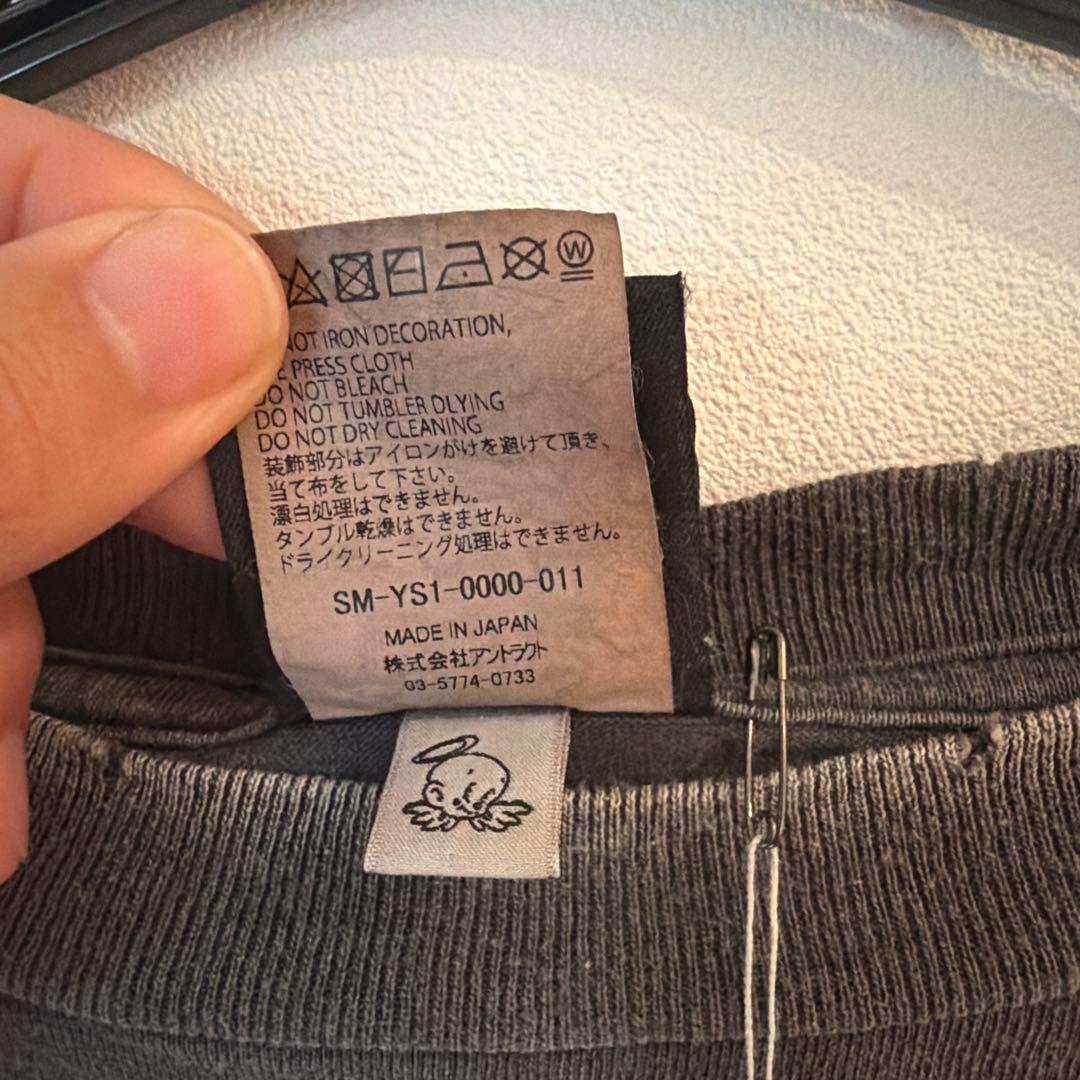 W
NOT IRON DECORATION,
PRESS CLOTH
DO NOT BLEACH
DO NOT TUMBLER DLYING
DO NOT DRY CLEANING
装飾部分はアイロンがけを避けて頂き、
当て布をして下さい。
漂白処理はできません。
タンブル乾燥はできません。
ドライクリーニング処理はできません。
SM-YS1-0000-011
MADE IN JAPAN
株式会社アントラクト
03-5774-0733